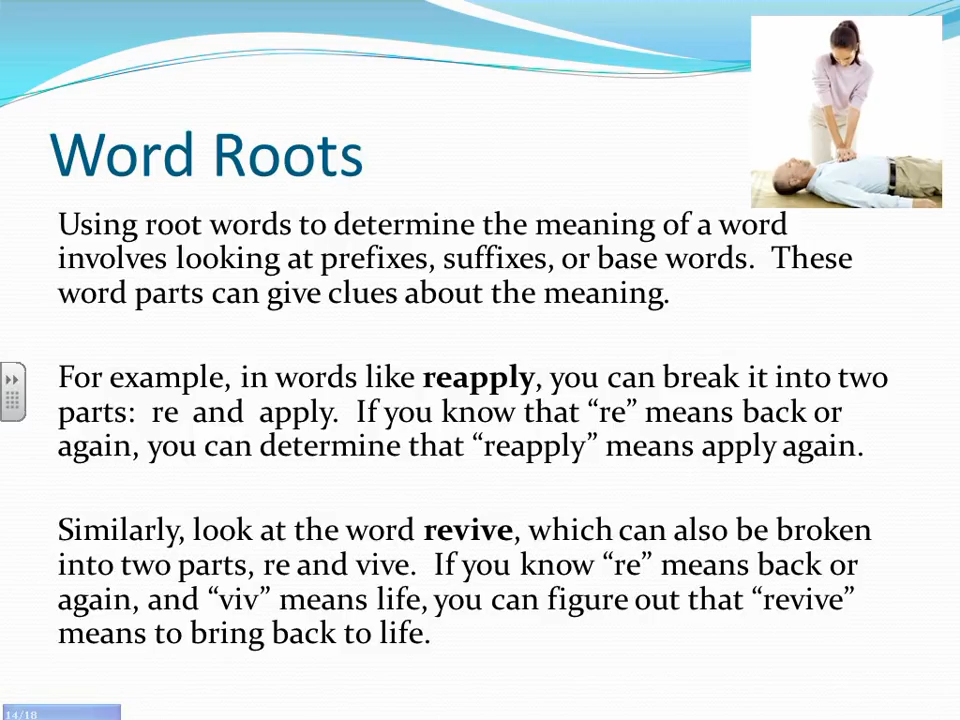 Word Roots
Using root words to determine the meaning of a word
involves looking at prefixes, suffixes, or base words.  These
word parts can give clues about the meaning.
For example, in words like reapply, you can break it into two
parts:  re  and  apply.  If you know that “re” means back or
again, you can determine that “reapply” means apply again.
Similarly, look at the word revive, which can also be broken
into two parts, re and vive.  If you know “re” means back or
again, and “viv” means life, you can figure out that “revive”
means to bring back to life.
14/18